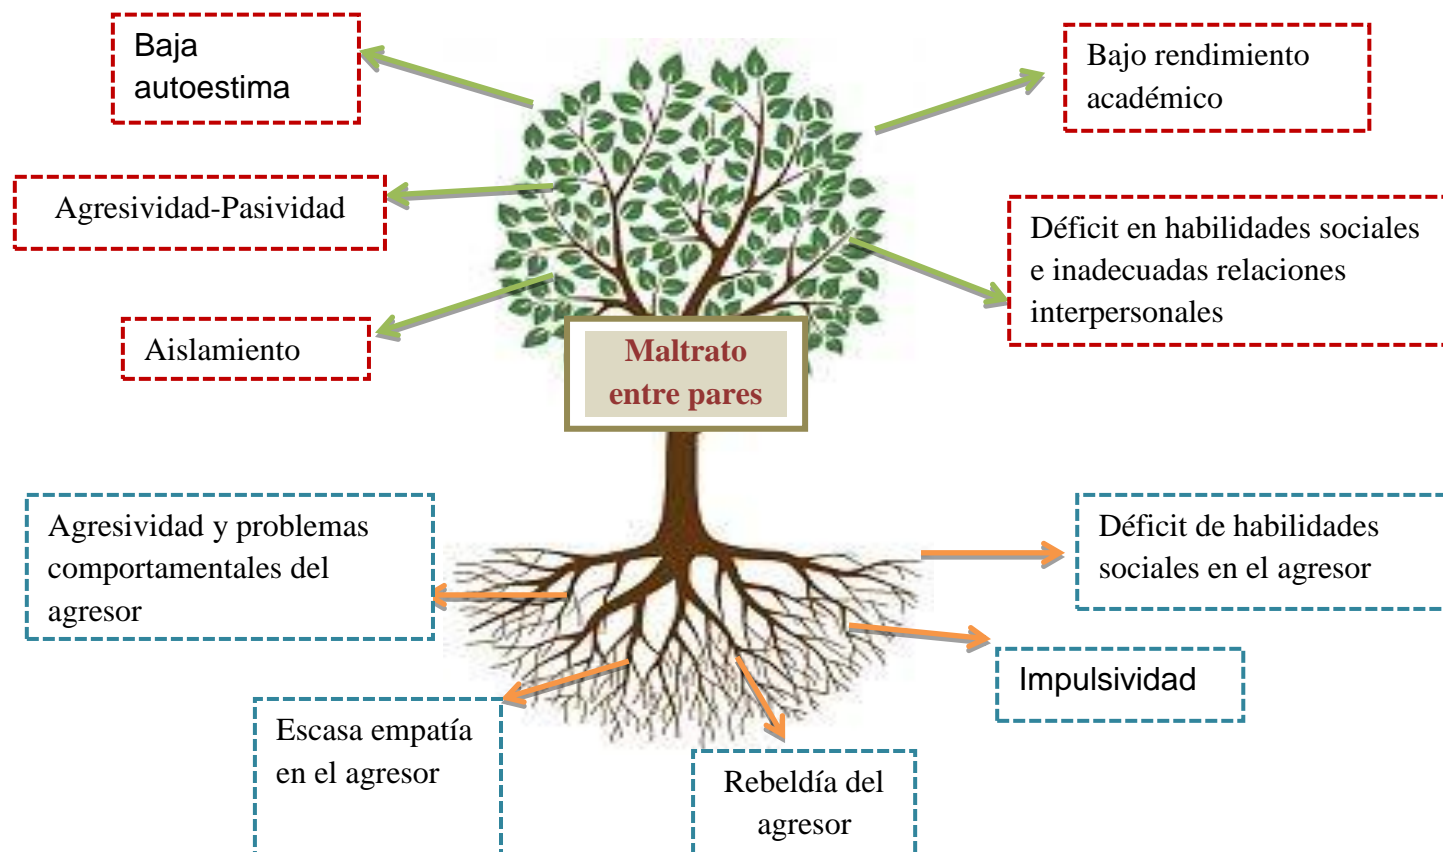 Baja
autoestima
Bajo rendimiento
académico
Agresividad-Pasividad
Déficit en habilidades sociales
e inadecuadas relaciones
interpersonales
Aislamiento
Maltrato
entre pares
Agresividad y problemas
comportamentales del
agresor
Déficit de habilidades
sociales en el agresor
Impulsividad
Escasa empatía
en el agresor
Rebeldía del
agresor